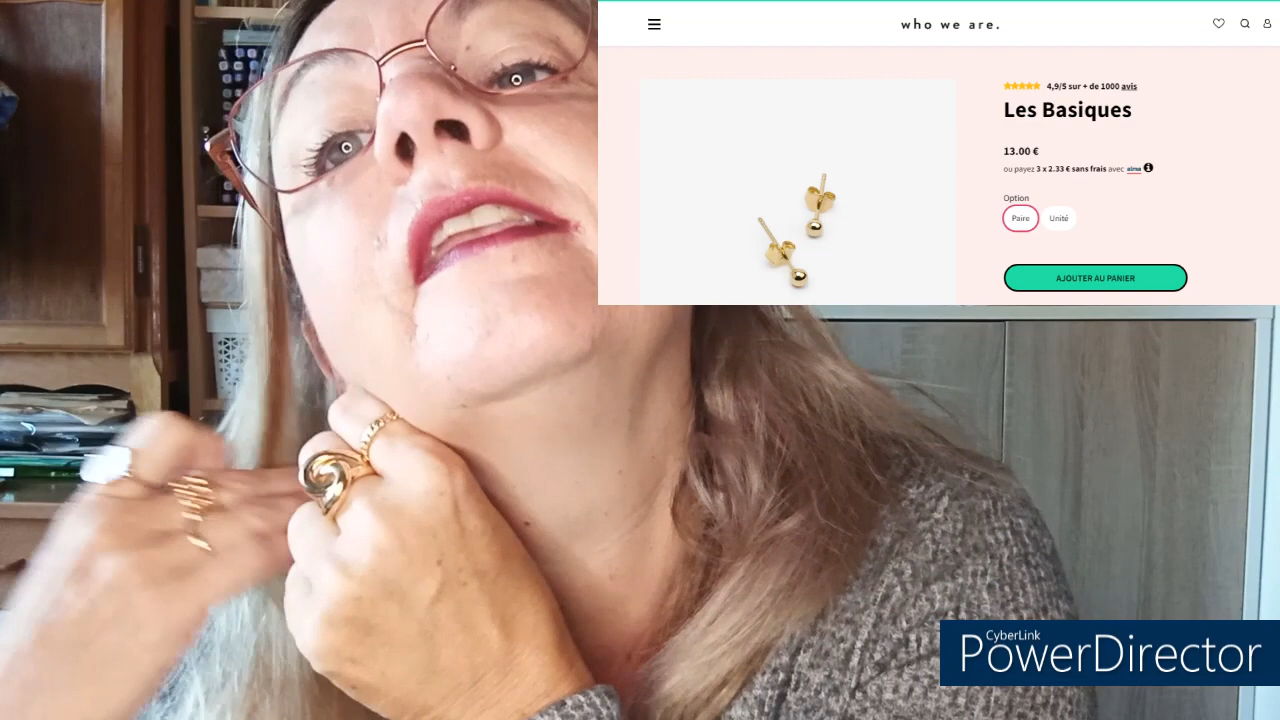 who we are.
4,9/5 sur + de 1000 avis
Les Basiques
13.00 €
ou payez 3 x 2.33 € sans frais avec alma
Option
Paire Unité
AJOUTER AU PANIER
CyberLink
PowerDirector